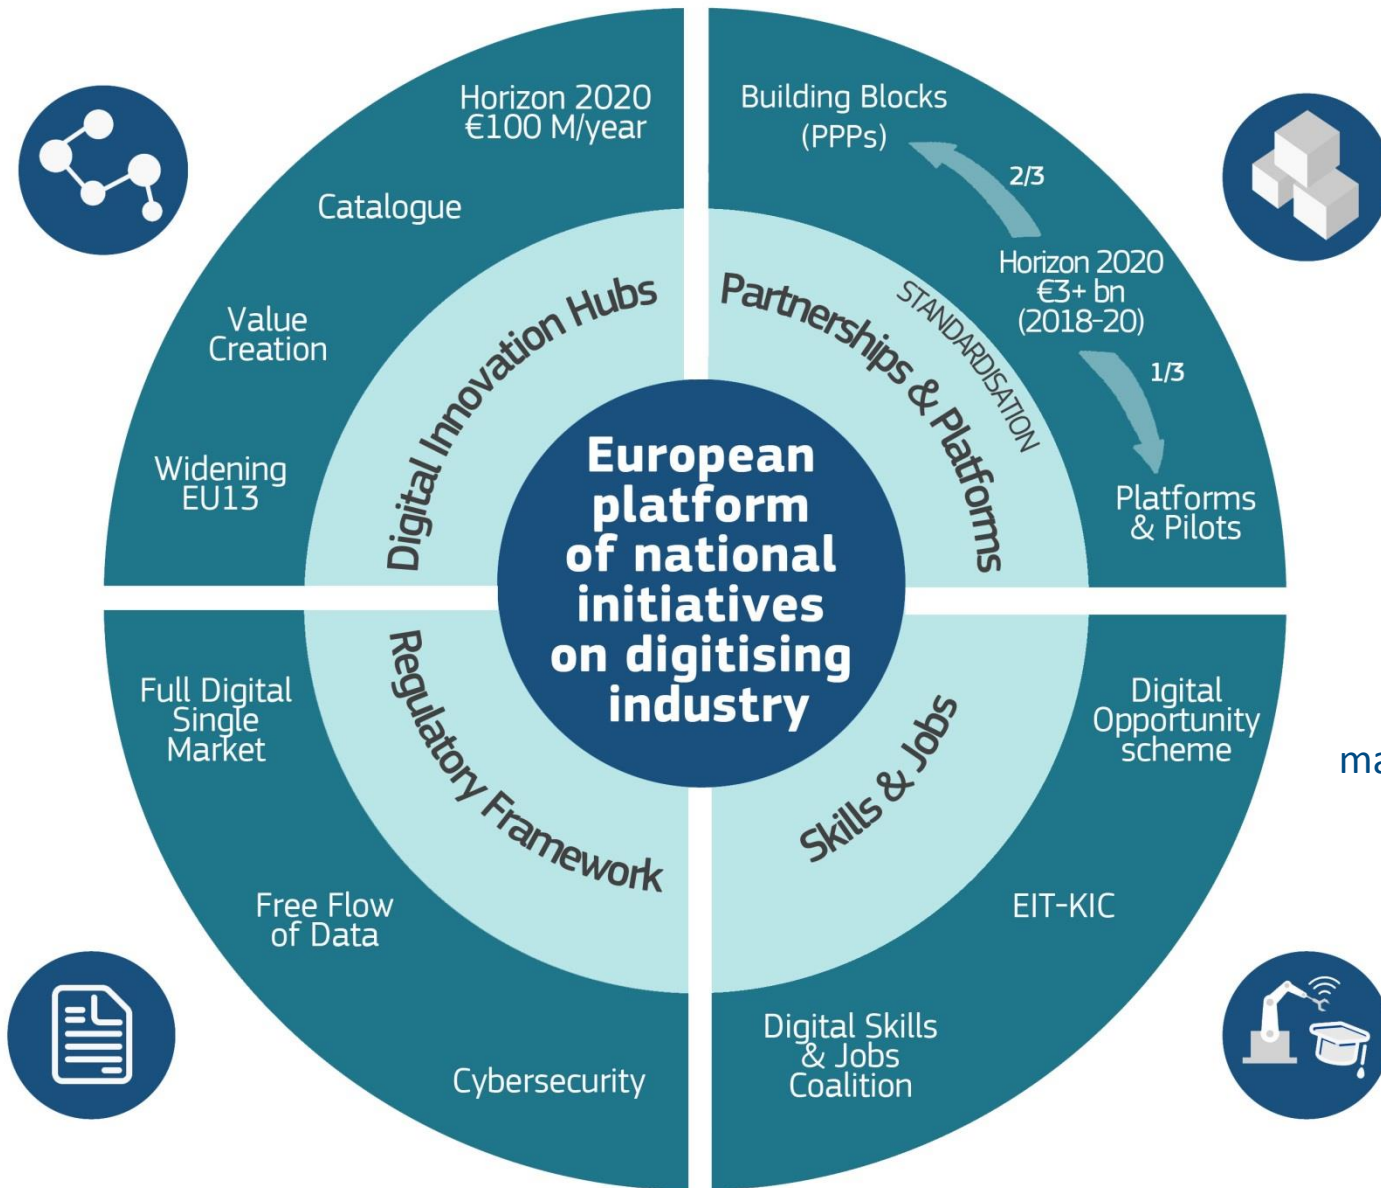 Horizon 2020
€100 M/year
Catalogue
Value
Creation
Widening
EU13
Digital Innovation Hubs
Building Blocks
(PPPs)
2/3
Horizon 2020
€3+ bn
(2018-20)
1/3
Platforms
& Pilots
STANDARDISATION
Partnerships & Platforms
European
platform
of national
initiatives
on digitising
industry
Regulatory Framework
Full Digital
Single
Market
Free Flow
of Data
Cybersecurity
Skills & Jobs
Digital
Opportunity
scheme
EIT-KIC
Digital Skills
& Jobs
Coalition